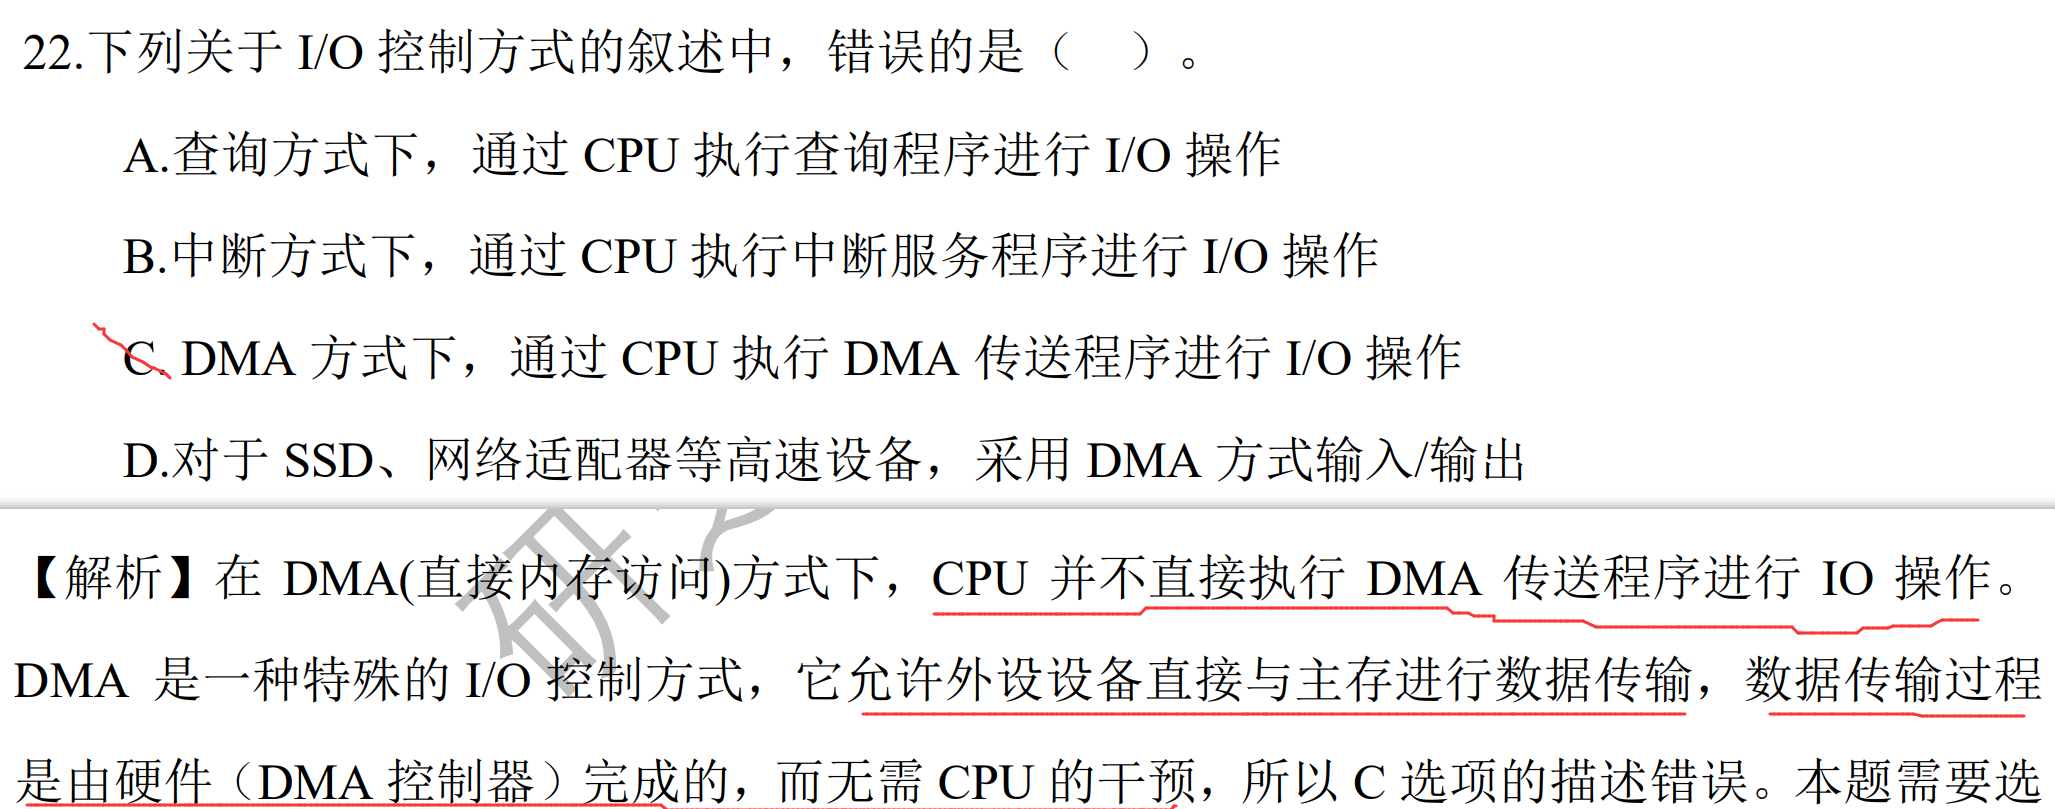 22.下列关于 I/O 控制方式的叙述中，错误的是（　）。
A.查询方式下，通过 CPU 执行查询程序进行 I/O 操作
B.中断方式下，通过 CPU 执行中断服务程序进行 I/O 操作
C. DMA 方式下，通过 CPU 执行 DMA 传送程序进行 I/O 操作
D.对于 SSD、网络适配器等高速设备，采用 DMA 方式输入/输出
【解析】在 DMA(直接内存访问)方式下，CPU 并不直接执行 DMA 传送程序进行 IO 操作。
DMA 是一种特殊的 I/O 控制方式，它允许外设设备直接与主存进行数据传输，数据传输过程
是由硬件（DMA 控制器）完成的，而无需 CPU 的干预，所以 C 选项的描述错误。本题需要选
研